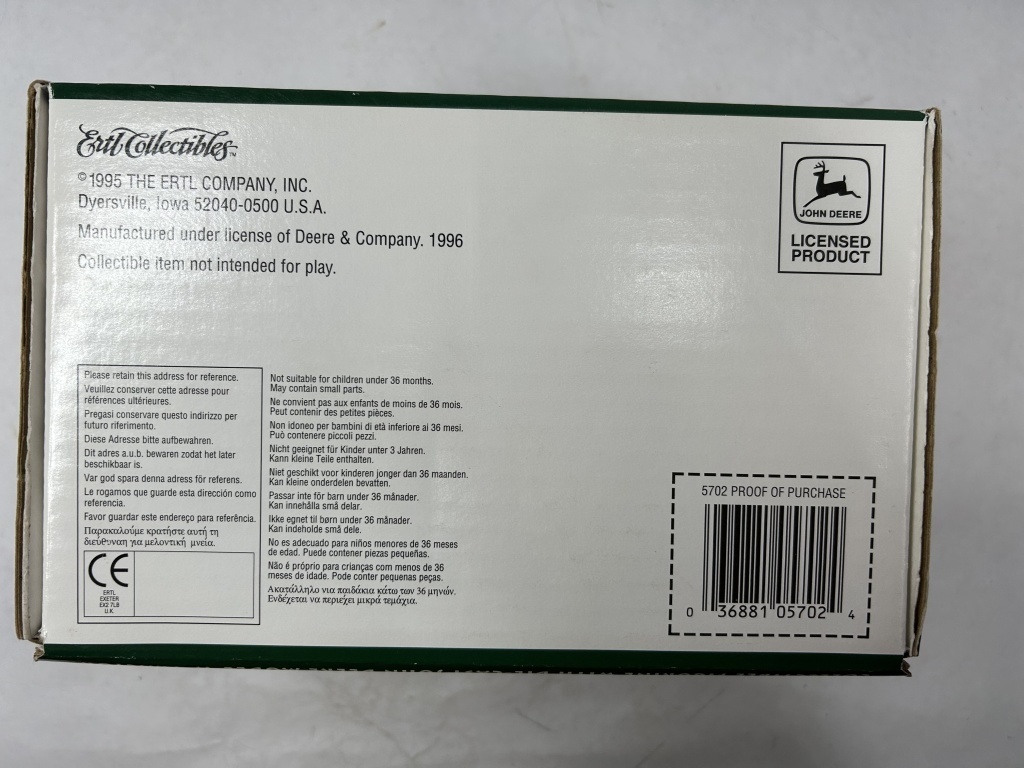 Ertl Collectibles™
©1995 THE ERTL COMPANY, INC.
Dyersville, Iowa 52040-0500 U.S.A.
Manufactured under license of Deere & Company. 1996
Collectible item not intended for play.
JOHN DEERE
LICENSED
PRODUCT
Please retain this address for reference.
Veuillez conserver cette adresse pour
références ultérieures.
Pregasi conservare questo indirizzo per
futuro riferimento.
Diese Adresse bitte aufbewahren.
Dit adres a.u.b. bewaren zodat het later
beschikbaar is.
Var god spara denna adress för referens.
Le rogamos que guarde esta dirección como
referencia.
Favor guardar este endereço para referência.
Παρακαλούμε κρατήστε αυτή τη
διεύθυναη για μελοντική μνεία.
CE
ERTL
EXETER
EX2 7LB
U.K.
Not suitable for children under 36 months.
May contain small parts.
Ne convient pas aux enfants de moins de 36 mois.
Peut contenir des petites pièces.
Non idoneo per bambini di età inferiore ai 36 mesi.
Può contenere piccoli pezzi.
Nicht geeignet für Kinder unter 3 Jahren.
Kann kleine Teile enthalten.
Niet geschikt voor kinderen jonger dan 36 maanden.
Kan kleine onderdelen bevatten.
Passar inte för barn under 36 månader.
Kan innehålla små delar.
Ikke egnet til børn under 36 månader.
Kan indeholde små dele.
No es adecuado para niños menores de 36 meses
de edad. Puede contener piezas pequeñas.
Não é próprio para crianças com menos de 36
meses de idade. Pode conter pequenas peças.
Ακατάλληλο νια παιδάκια κάτω των 36 μηνών.
Ενδέχεται να περιεχει μικρά τεμάχια.
5702 PROOF OF PURCHASE
0 36881 05702 4